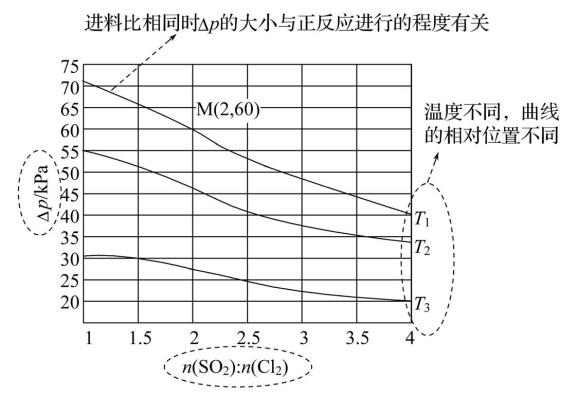 进料比相同时Δp的大小与正反应进行的程度有关
75
70
65
60
55
50
45
40
35
30
25
20
Δp/kPa
M(2,60)
温度不同，曲线
的相对位置不同
T₁
T₂
T₃
1 1.5 2 2.5 3 3.5 4
n(SO₂):n(Cl₂)